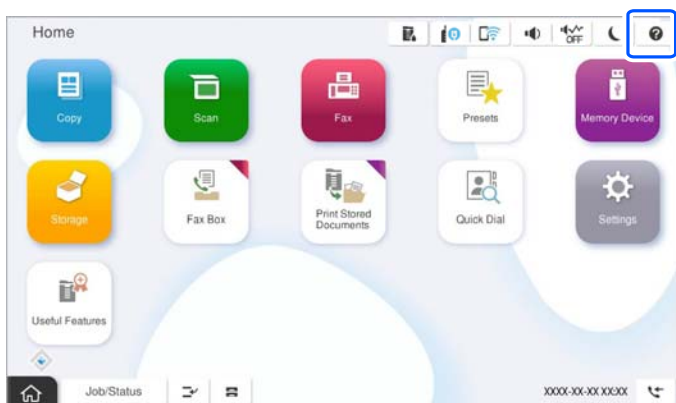 Home
OFF
?
Copy
Scan
Fax
Presets
Memory Device
Storage
Fax Box
Print Stored
Documents
Quick Dial
Settings
Useful Features
Job/Status
XXXX-XX-XX XX:XX